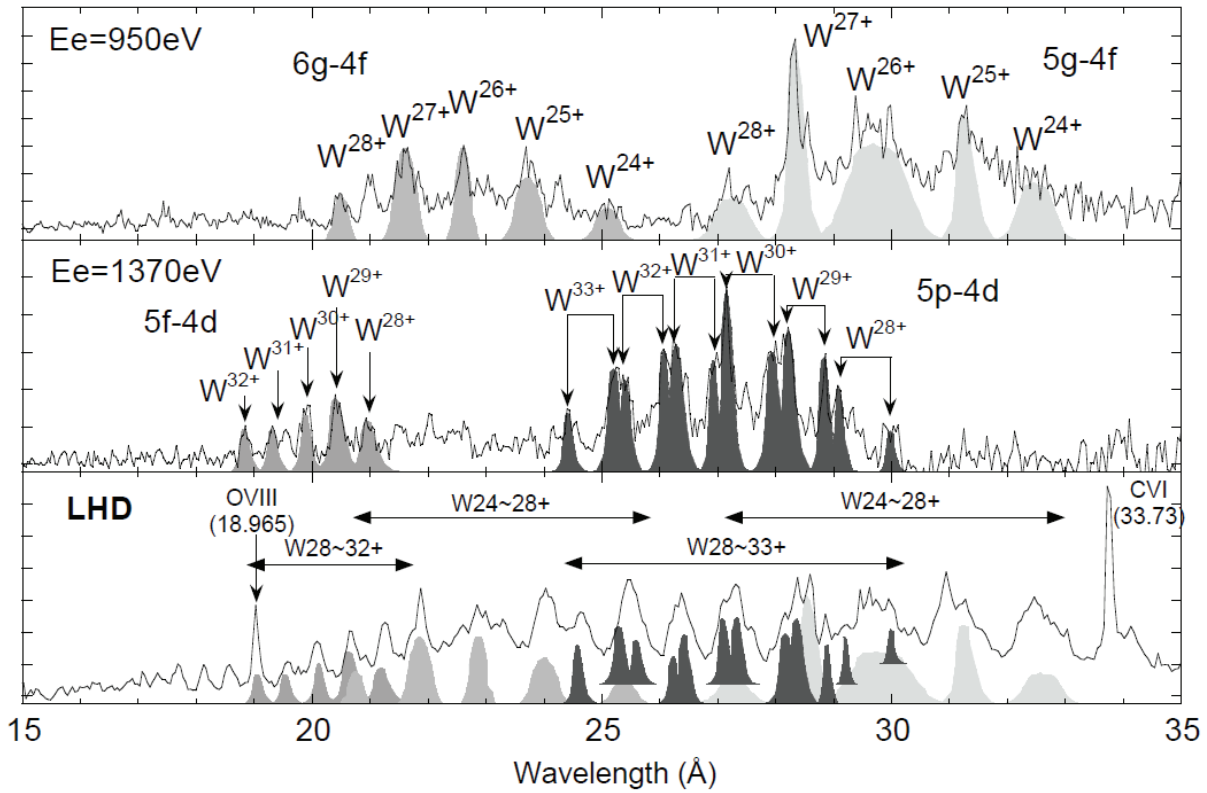 Ee=950eV
6g-4f
5g-4f
W²⁸⁺
W²⁷⁺
W²⁶⁺
W²⁵⁺
W²⁴⁺
W²⁸⁺
W²⁷⁺
W²⁶⁺
W²⁵⁺
W²⁴⁺
Ee=1370eV
5f-4d
5p-4d
W³²⁺
W³¹⁺
W³⁰⁺
W²⁹⁺
W²⁸⁺
W³³⁺
W³²⁺
W³¹⁺
W³⁰⁺
W²⁹⁺
W²⁸⁺
LHD
OVIII
(18.965)
W24~28+
W24~28+
CVI
(33.73)
W28~32+
W28~33+
15 20 25 30 35
Wavelength (Å)